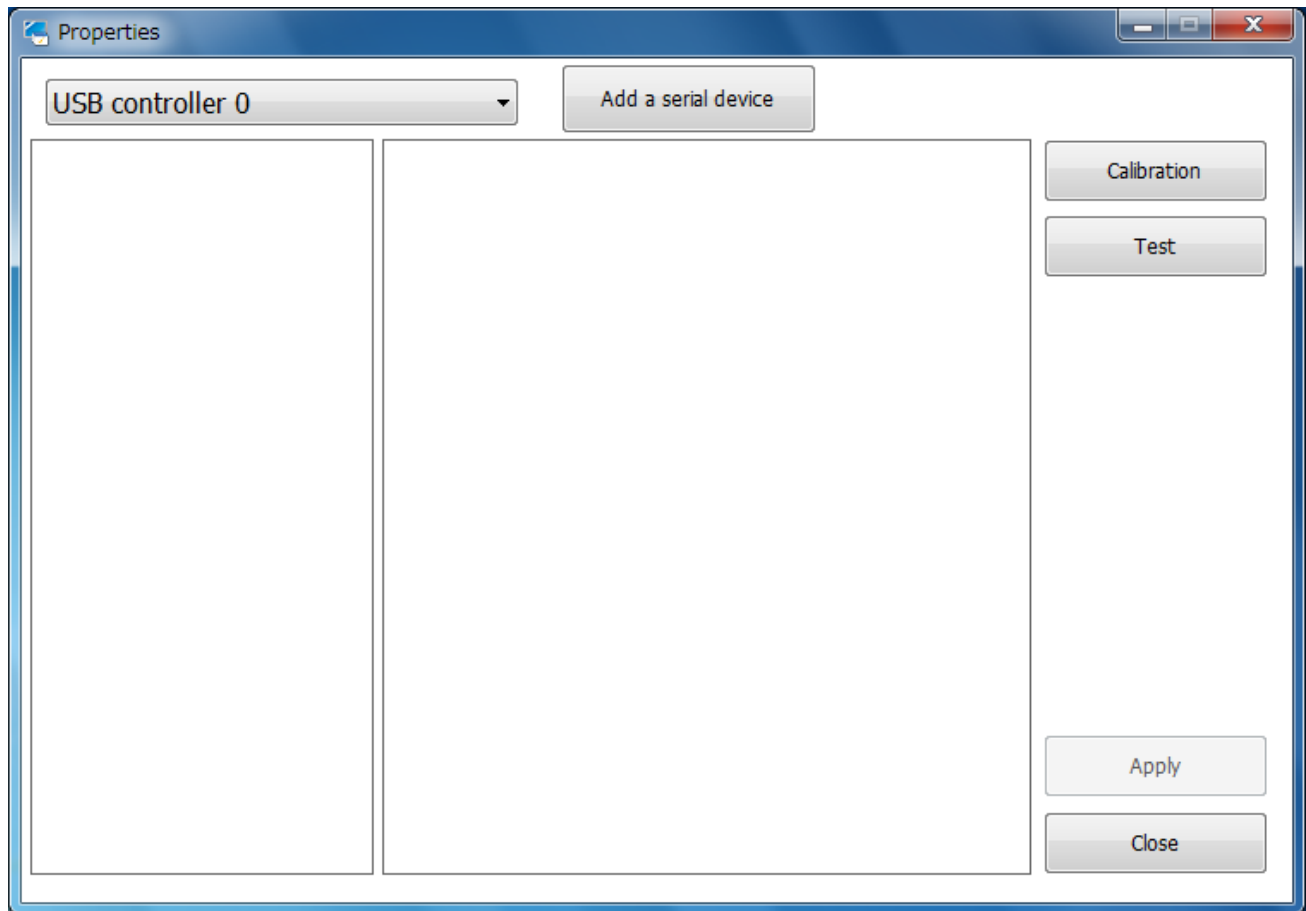 Properties
USB controller 0
Add a serial device
Calibration
Test
Apply
Close